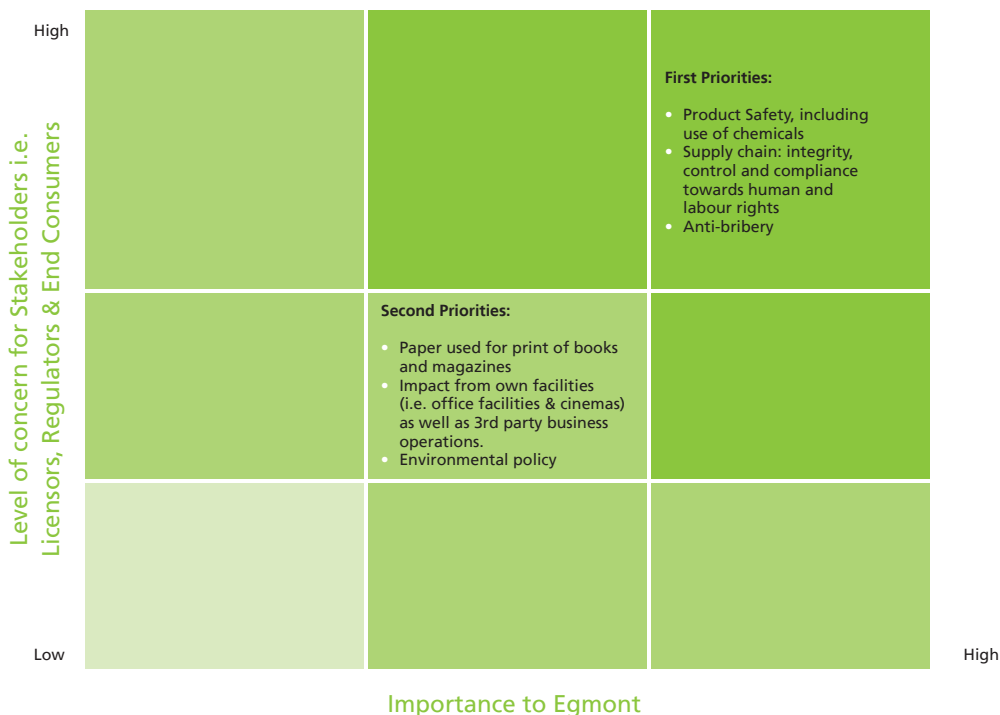 High
Level of concern for Stakeholders i.e.
Licensors, Regulators & End Consumers
First Priorities:
• Product Safety, including
use of chemicals
• Supply chain: integrity,
control and compliance
towards human and
labour rights
• Anti-bribery
Second Priorities:
• Paper used for print of books
and magazines
• Impact from own facilities
(i.e. office facilities & cinemas)
as well as 3rd party business
operations.
• Environmental policy
Low
High
Importance to Egmont